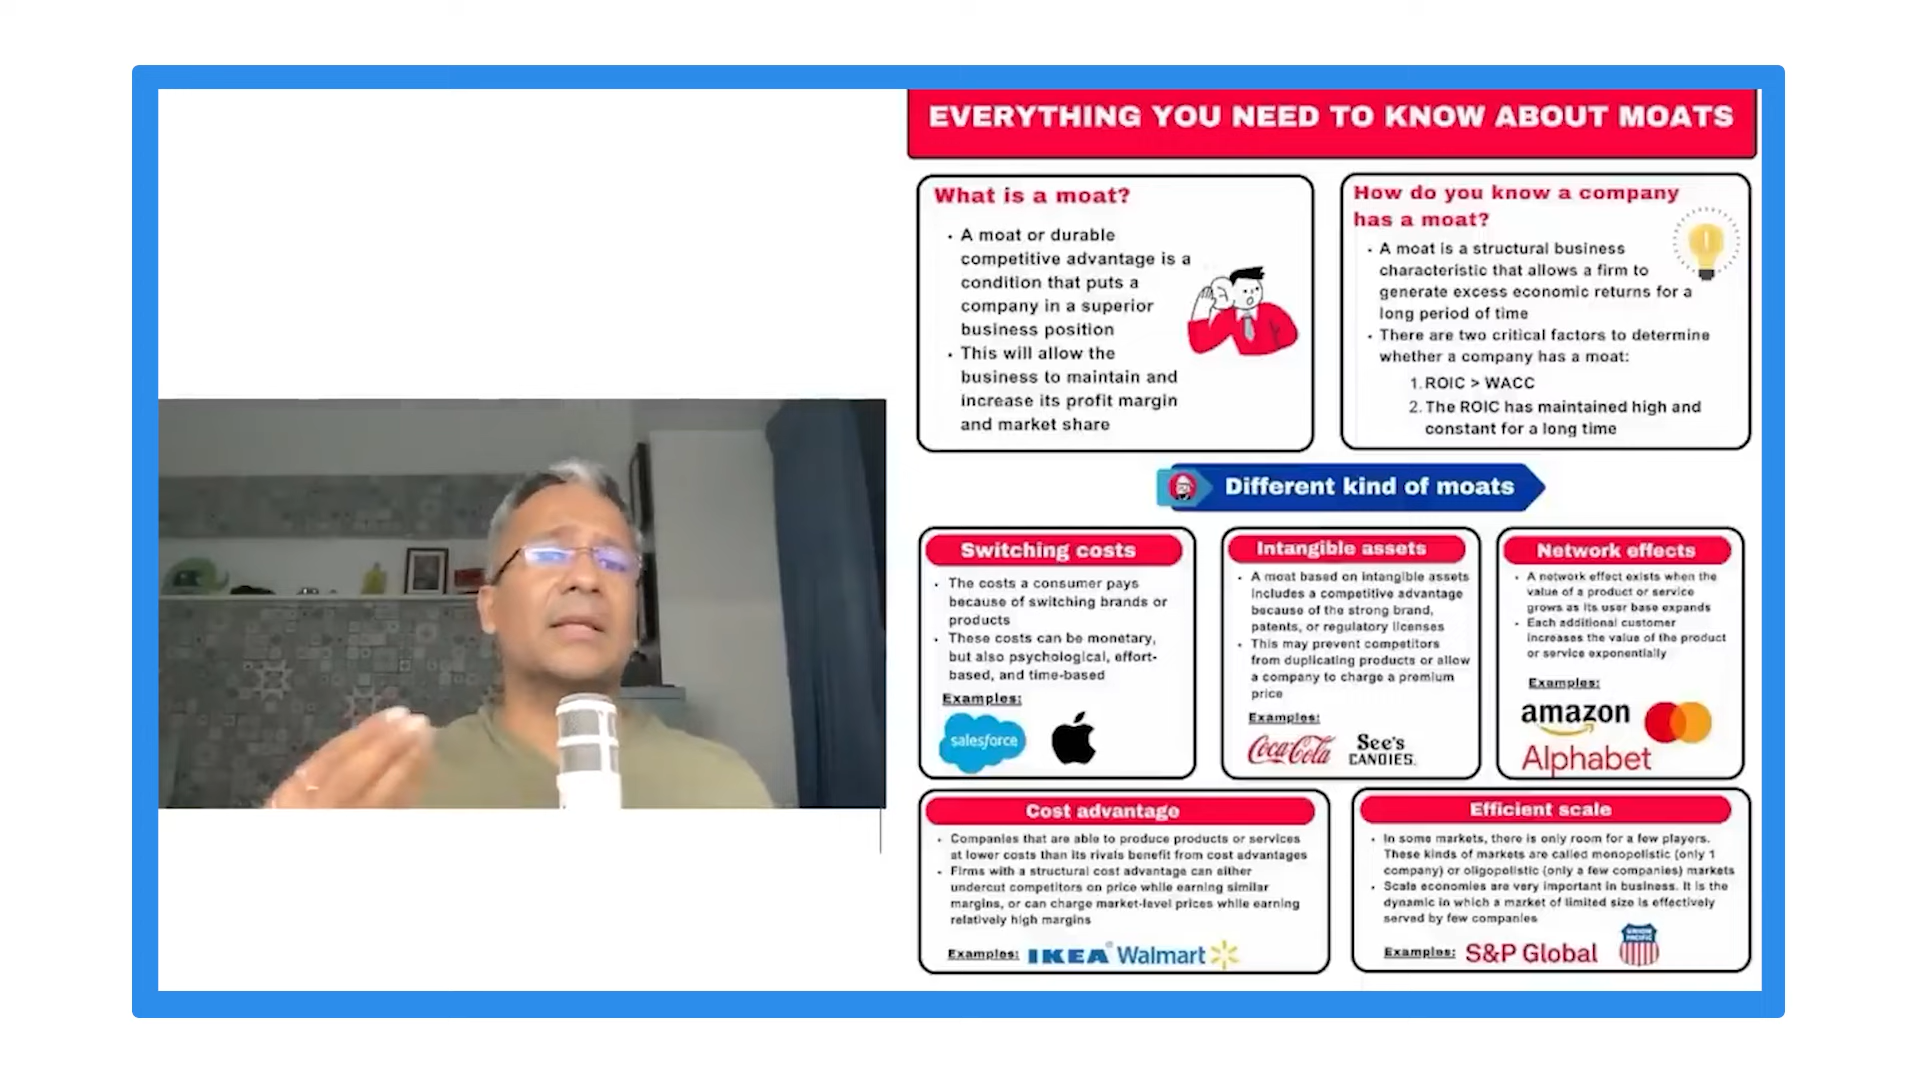 EVERYTHING YOU NEED TO KNOW ABOUT MOATS
What is a moat?
• A moat or durable
competitive advantage is a
condition that puts a
company in a superior
business position
• This will allow the
business to maintain and
increase its profit margin
and market share
How do you know a company
has a moat?
• A moat is a structural business
characteristic that allows a firm to
generate excess economic returns for a
long period of time
• There are two critical factors to determine
whether a company has a moat:
1. ROIC > WACC
2. The ROIC has maintained high and
constant for a long time
Different kind of moats
Switching costs
• The costs a consumer pays
because of switching brands or
products
• These costs can be monetary,
but also psychological, effort-
based, and time-based
Examples:
salesforce
Intangible assets
• A moat based on intangible assets
includes a competitive advantage
because of the strong brand,
patents, or regulatory licenses
• This may prevent competitors
from duplicating products or allow
a company to charge a premium
price
Examples:
Coca-Cola
See's
CANDIES.
Network effects
• A network effect exists when the
value of a product or service
grows as its user base expands
• Each additional customer
increases the value of the product
or service exponentially
Examples:
amazon
Alphabet
Cost advantage
• Companies that are able to produce products or services
at lower costs than its rivals benefit from cost advantages
• Firms with a structural cost advantage can either
undercut competitors on price while earning similar
margins, or can charge market-level prices while earning
relatively high margins
Examples: IKEA® Walmart
Efficient scale
• In some markets, there is only room for a few players.
These kinds of markets are called monopolistic (only 1
company) or oligopolistic (only a few companies) markets
• Scale economies are very important in business. It is the
dynamic in which a market of limited size is effectively
served by few companies
Examples: S&P Global
UNION
PACIFIC